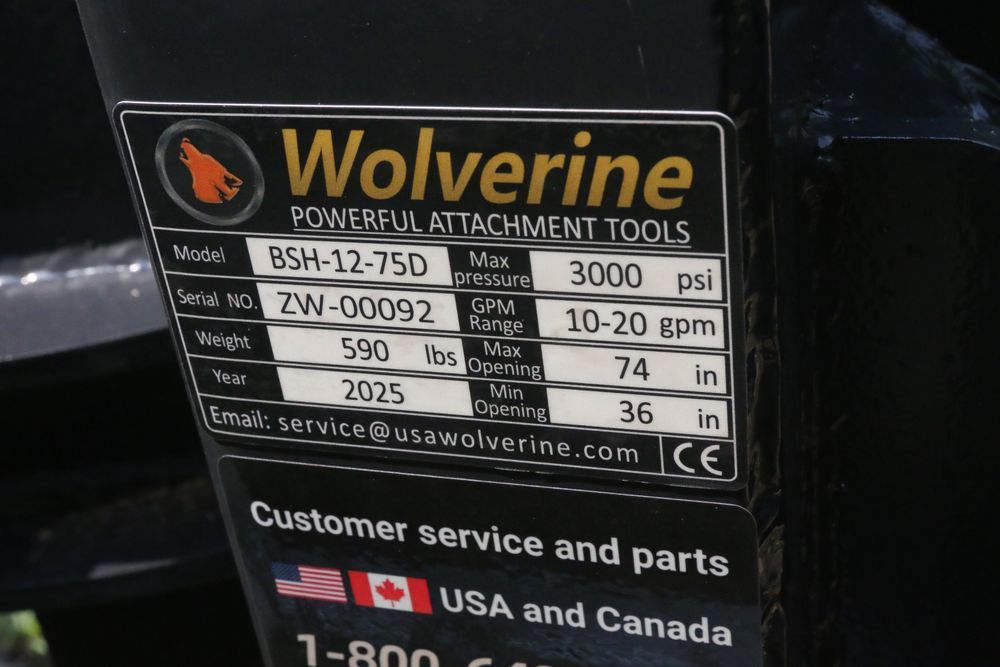 Wolverine
POWERFUL ATTACHMENT TOOLS
Model BSH-12-75D Max pressure 3000 psi
Serial NO. ZW-00092 GPM Range 10-20 gpm
Weight 590 lbs Max Opening 74 in
Year 2025 Min Opening 36 in
Email: service@usawolverine.com CE
Customer service and parts
USA and Canada
1-800